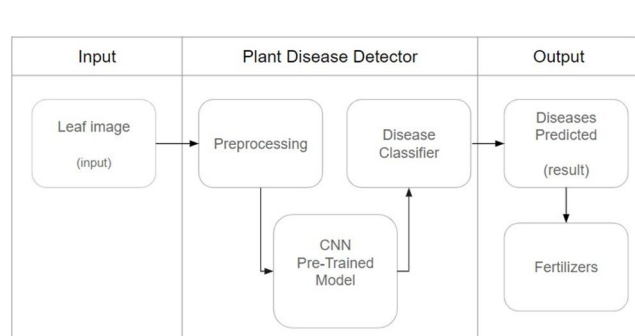 Input
Plant Disease Detector
Output
Leaf image
(input)
Preprocessing
CNN
Pre-Trained
Model
Disease
Classifier
Diseases
Predicted
(result)
Fertilizers